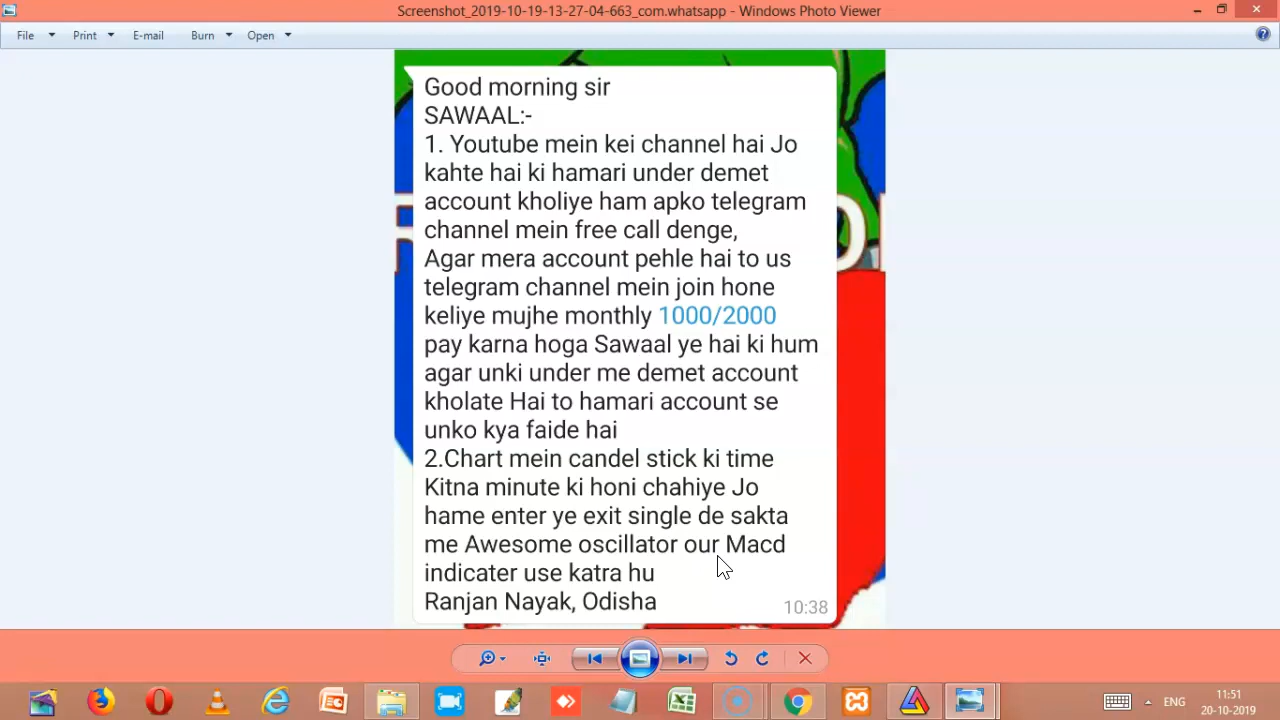 Screenshot_2019-10-19-13-27-04-663_com.whatsapp - Windows Photo Viewer
File Print E-mail Burn Open
Good morning sir
SAWAAL:-
1. Youtube mein kei channel hai Jo
kahte hai ki hamari under demet
account kholiye ham apko telegram
channel mein free call denge,
Agar mera account pehle hai to us
telegram channel mein join hone
keliye mujhe monthly 1000/2000
pay karna hoga Sawaal ye hai ki hum
agar unki under me demet account
kholate Hai to hamari account se
unko kya faide hai
2.Chart mein candel stick ki time
Kitna minute ki honi chahiye Jo
hame enter ye exit single de sakta
me Awesome oscillator our Macd
indicater use katra hu
Ranjan Nayak, Odisha
10:38
ENG
11:51
20-10-2019